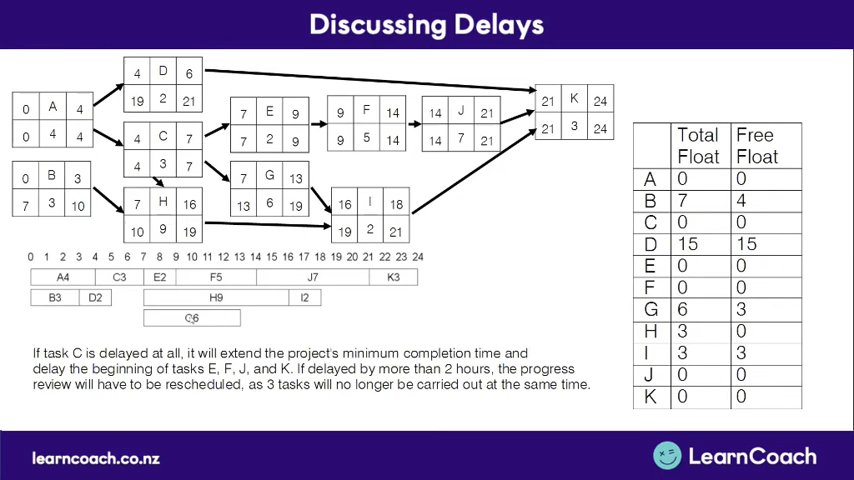 Discussing Delays
4 D 6
19 2 21
0 A 4
0 4 4
4 C 7
4 3 7
0 B 3
7 3 10
7 H 16
10 9 19
7 E 9
7 2 9
7 G 13
13 6 19
9 F 14
9 5 14
14 J 21
14 7 21
16 I 18
19 2 21
21 K 24
21 3 24
0 1 2 3 4 5 6 7 8 9 10 11 12 13 14 15 16 17 18 19 20 21 22 23 24
A4 C3 E2 F5 J7 K3
B3 D2 H9 I2
G6
If task C is delayed at all, it will extend the project's minimum completion time and
delay the beginning of tasks E, F, J, and K. If delayed by more than 2 hours, the progress
review will have to be rescheduled, as 3 tasks will no longer be carried out at the same time.
Total Float Free Float
A 0 0
B 7 4
C 0 0
D 15 15
E 0 0
F 0 0
G 6 3
H 3 0
I 3 3
J 0 0
K 0 0
learncoach.co.nz
LearnCoach